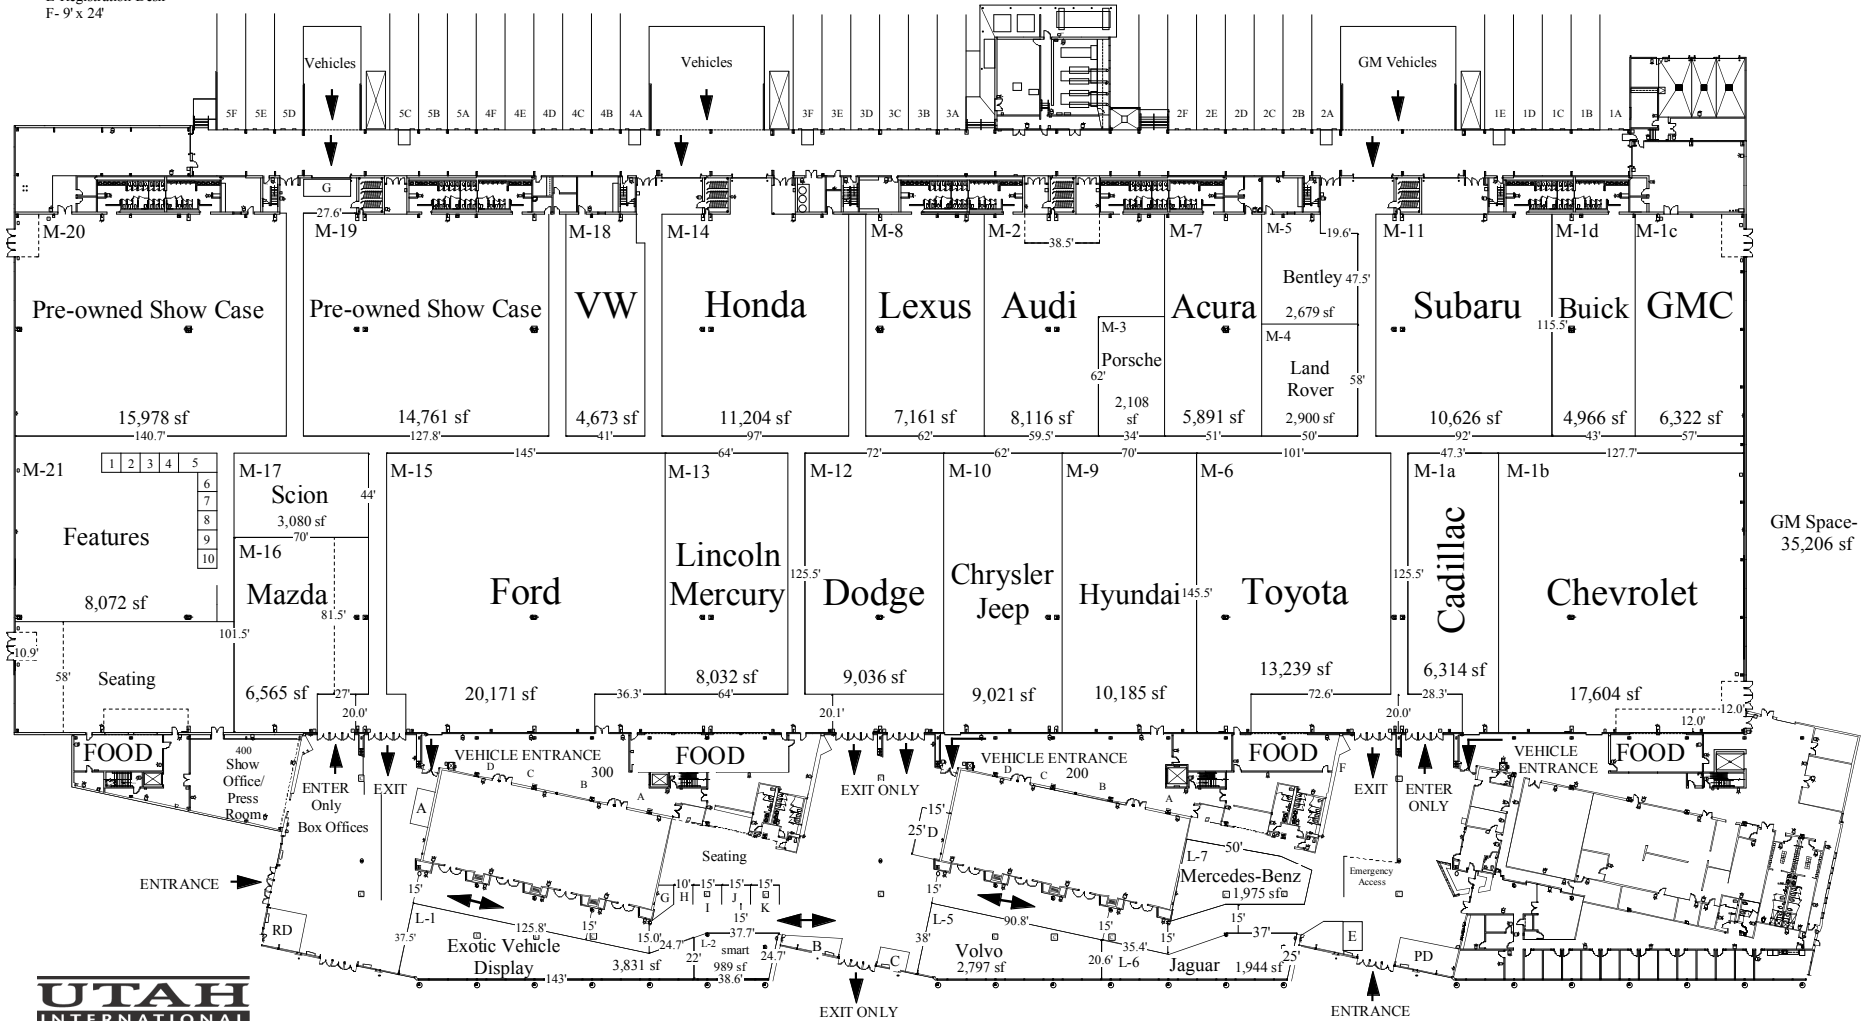 F- 9' x 24'
Vehicles
Vehicles
GM Vehicles
5F 5E 5D 5C 5B 5A 4F 4E 4D 4C 4B 4A 3F 3E 3D 3C 3B 3A 2F 2E 2D 2C 2B 2A 1E 1D 1C 1B 1A
G
27.6'
M-20
M-19
M-18
M-14
M-8
M-2
38.5'
M-7
M-5
19.6'
M-11
M-1d
M-1c
Pre-owned Show Case
Pre-owned Show Case
VW
Honda
Lexus
Audi
Acura
Bentley
47.5'
2,679 sf
Subaru
115.5'
Buick
GMC
M-3
Porsche
62'
2,108
sf
M-4
Land
Rover
58'
2,900 sf
15,978 sf
14,761 sf
4,673 sf
11,204 sf
7,161 sf
8,116 sf
5,891 sf
10,626 sf
4,966 sf
6,322 sf
140.7'
127.8'
41'
97'
62'
59.5'
34'
51'
50'
92'
43'
57'
145'
64'
72'
62'
70'
101'
47.3'
127.7'
M-21
1 2 3 4 5
6
7
8
9
10
Features
8,072 sf
M-17
Scion
3,080 sf
44'
70'
M-16
Mazda
81.5'
101.5'
6,565 sf
27'
M-15
Ford
20,171 sf
36.3'
M-13
Lincoln
Mercury
8,032 sf
64'
125.5'
M-12
Dodge
9,036 sf
M-10
Chrysler
Jeep
9,021 sf
M-9
Hyundai
145.5'
10,185 sf
M-6
Toyota
13,239 sf
72.6'
125.5'
M-1a
Cadillac
6,314 sf
28.3'
M-1b
Chevrolet
17,604 sf
12.0'
12.0'
GM Space-
35,206 sf
10.9'
58'
Seating
20.0'
20.1'
20.0'
FOOD
400
Show
Office/
Press
Room
ENTER
Only
Box Offices
EXIT
VEHICLE ENTRANCE
300
D
C
B
A
FOOD
EXIT ONLY
VEHICLE ENTRANCE
200
D
C
B
A
FOOD
F
EXIT
ENTER
ONLY
VEHICLE
ENTRANCE
FOOD
A
Seating
15'
25'
D
L-7
50'
Mercedes-Benz
1,975 sf
Emergency
Access
ENTRANCE
RD
15'
L-1
37.5'
125.8'
Exotic Vehicle
Display
3,831 sf
143'
15'
15.0'
10' 15' 15' 15'
G H I J K
15'
24.7'
L-2
37.7'
smart
989 sf
22'
24.7'
38.6'
B
C
15'
L-5
38'
90.8'
Volvo
2,797 sf
15'
20.6'
35.4'
L-6
15'
Jaguar
15'
37'
1,944 sf
25'
E
PD
EXIT ONLY
ENTRANCE
UTAH
INTERNATIONAL